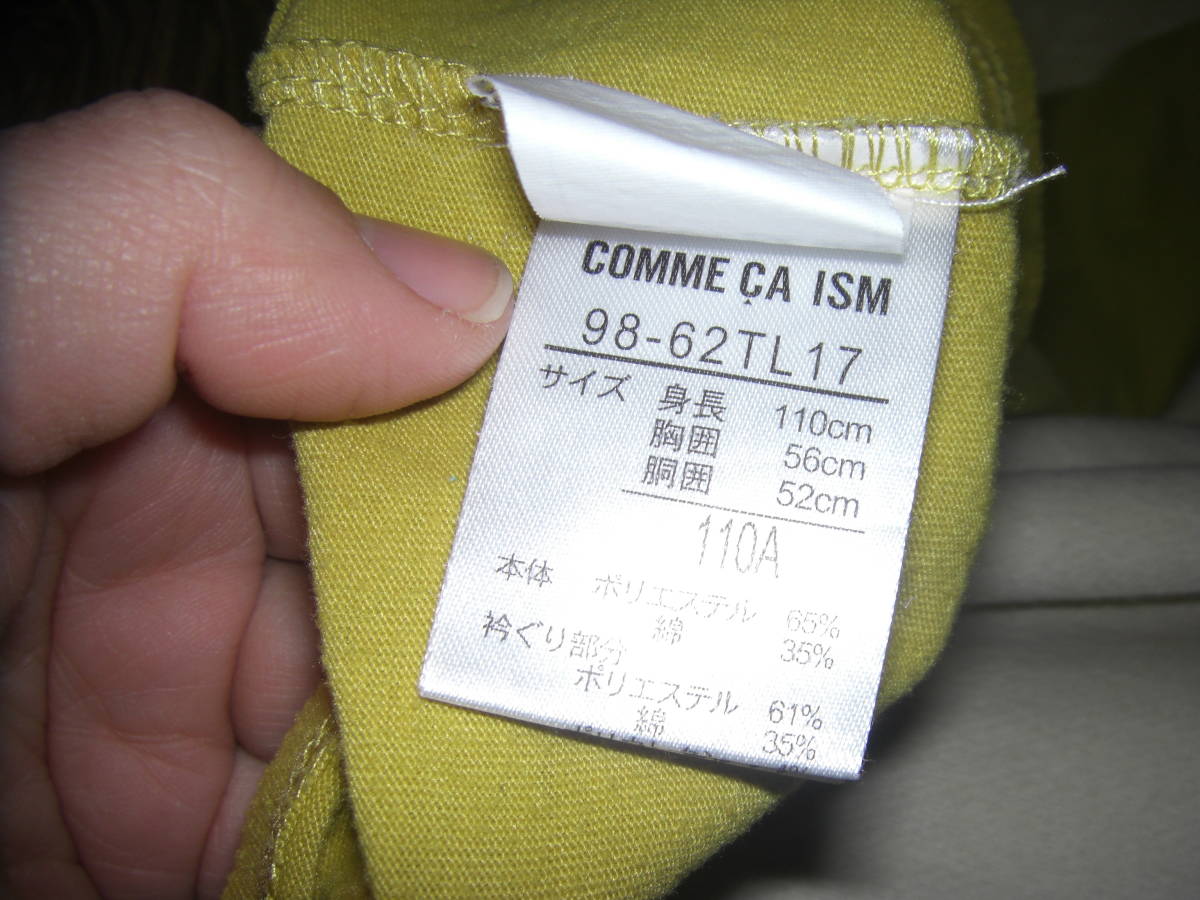 COMME ÇA ISM
98-62TL17
サイズ 身長 110cm
胸囲 56cm
胴囲 52cm
110A
本体 ポリエステル 65%
綿 35%
衿ぐり部分
ポリエステル 61%
綿 35%